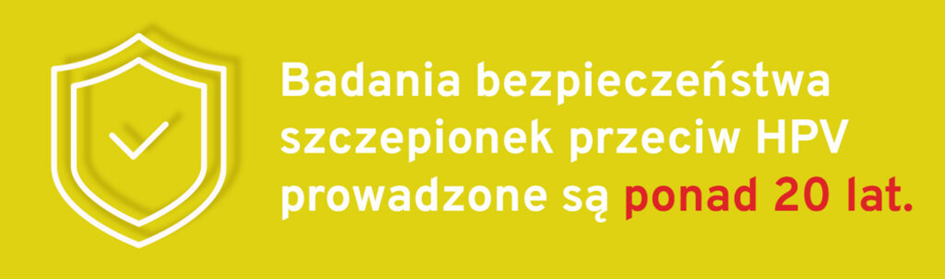 Badania bezpieczeństwa
szczepionek przeciw HPV
prowadzone są ponad 20 lat.